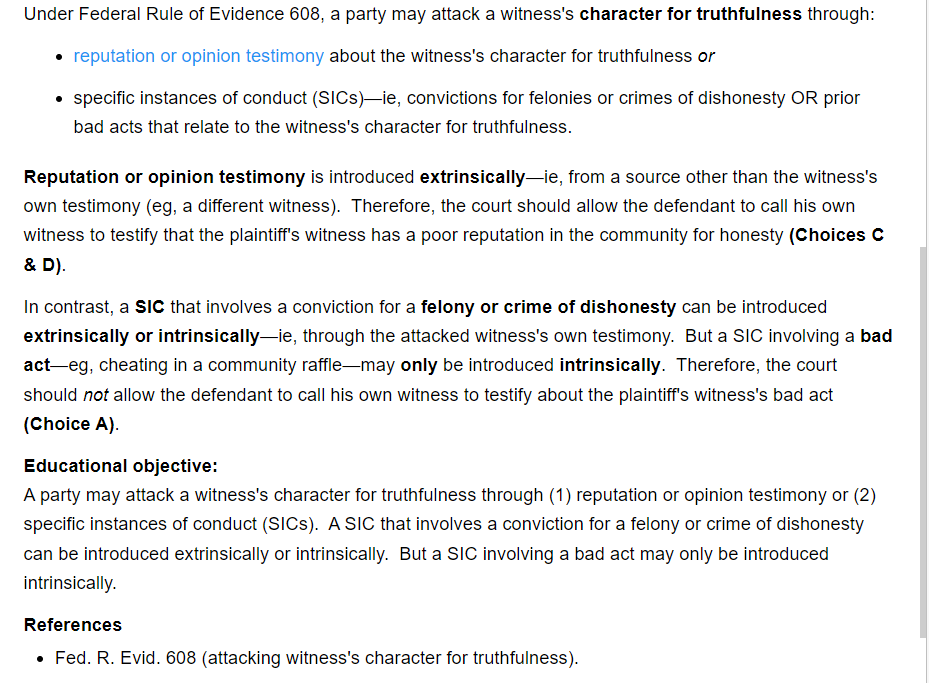 Under Federal Rule of Evidence 608, a party may attack a witness's character for truthfulness through:
• reputation or opinion testimony about the witness's character for truthfulness or
• specific instances of conduct (SICs)—ie, convictions for felonies or crimes of dishonesty OR prior
bad acts that relate to the witness's character for truthfulness.
Reputation or opinion testimony is introduced extrinsically—ie, from a source other than the witness's
own testimony (eg, a different witness). Therefore, the court should allow the defendant to call his own
witness to testify that the plaintiff's witness has a poor reputation in the community for honesty (Choices C
& D).
In contrast, a SIC that involves a conviction for a felony or crime of dishonesty can be introduced
extrinsically or intrinsically—ie, through the attacked witness's own testimony. But a SIC involving a bad
act—eg, cheating in a community raffle—may only be introduced intrinsically. Therefore, the court
should not allow the defendant to call his own witness to testify about the plaintiff's witness's bad act
(Choice A).
Educational objective:
A party may attack a witness's character for truthfulness through (1) reputation or opinion testimony or (2)
specific instances of conduct (SICs). A SIC that involves a conviction for a felony or crime of dishonesty
can be introduced extrinsically or intrinsically. But a SIC involving a bad act may only be introduced
intrinsically.
References
• Fed. R. Evid. 608 (attacking witness's character for truthfulness).